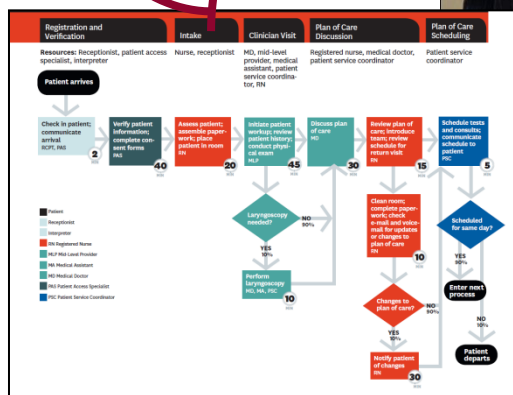 Registration and
Verification
Intake
Clinician Visit
Plan of Care
Discussion
Plan of Care
Scheduling
Resources: Receptionist, patient access
specialist, interpreter
Nurse, receptionist
MD, mid-level
provider, medical
assistant, patient
service coordina-
tor, RN
Registered nurse, medical doctor,
patient service coordinator
Patient service
coordinator
Patient arrives
Check in patient;
communicate
arrival
RCPT, PAS
2
MIN
Verify patient
information;
complete con-
sent forms
PAS
40
MIN
Assess patient;
assemble paper-
work; place
patient in room
RN
20
MIN
Initiate patient
workup; review
patient history;
conduct physi-
cal exam
MLP
45
MIN
Discuss plan
of care
MD
30
MIN
Review plan of
care; introduce
team; review
schedule for
return visit
RN
15
MIN
Schedule tests
and consults;
communicate
schedule to
patient
PSC
5
MIN
Laryngoscopy
needed?
NO
90%
YES
10%
Perform
laryngoscopy
MD, MA, PSC
10
MIN
Clean room;
complete paper-
work; check
e-mail and voice-
mail for updates
or changes to
plan of care
RN
10
MIN
Changes to
plan of care?
NO
90%
YES
10%
Notify patient
of changes
RN
30
MIN
Scheduled
for same day?
YES
90%
Enter next
process
NO
10%
Patient
departs
Patient
Receptionist
Interpreter
RN Registered Nurse
MLP Mid-Level Provider
MA Medical Assistant
MD Medical Doctor
PAS Patient Access Specialist
PSC Patient Service Coordinator